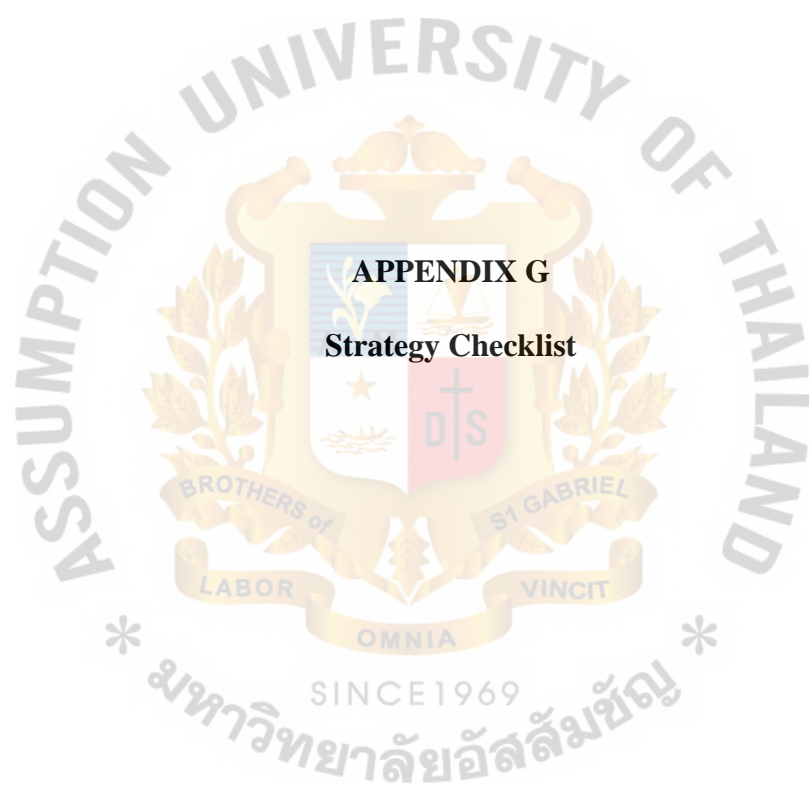 ASSUMPTION UNIVERSITY OF THAILAND
APPENDIX G
Strategy Checklist
D S
BROTHERS of
S1 GABRIEL
LABOR
VINCIT
OMNIA
SINCE1969
* มหาวิทยาลัยอัสสัมชัญ *